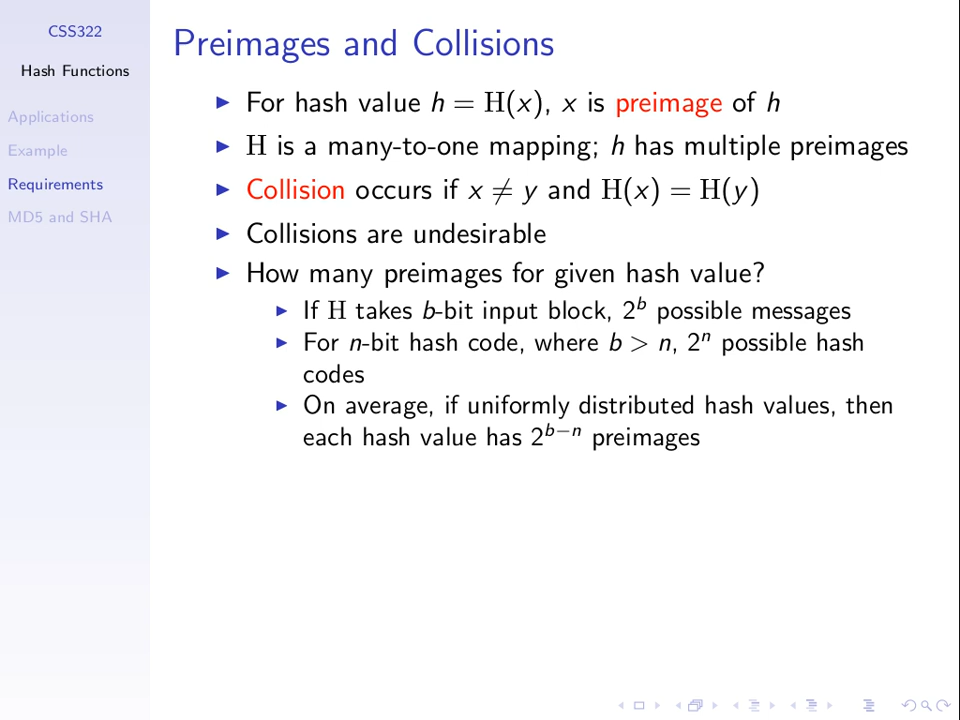 CSS322
Hash Functions
Applications
Example
Requirements
MD5 and SHA
Preimages and Collisions
▶ For hash value h = H(x), x is preimage of h
▶ H is a many-to-one mapping; h has multiple preimages
▶ Collision occurs if x ≠ y and H(x) = H(y)
▶ Collisions are undesirable
▶ How many preimages for given hash value?
▶ If H takes b-bit input block, 2^b possible messages
▶ For n-bit hash code, where b > n, 2^n possible hash
codes
▶ On average, if uniformly distributed hash values, then
each hash value has 2^{b−n} preimages